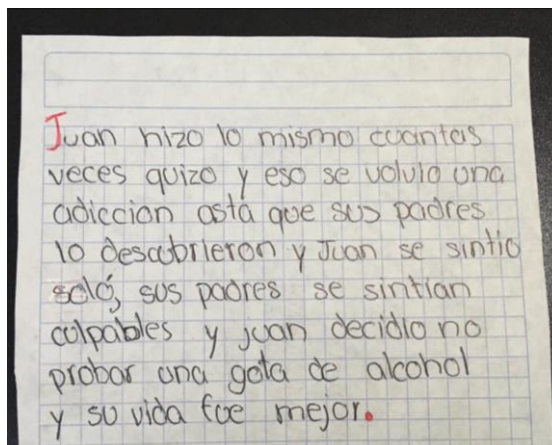 Juan hizo lo mismo cuantas
veces quizo y eso se volvio una
adiccion asta que sus padres
lo descubrieron y Juan se sintio
soló, sus padres se sintian
culpables y juan decidio no
probar una gota de alcohol
y su vida fue mejor.